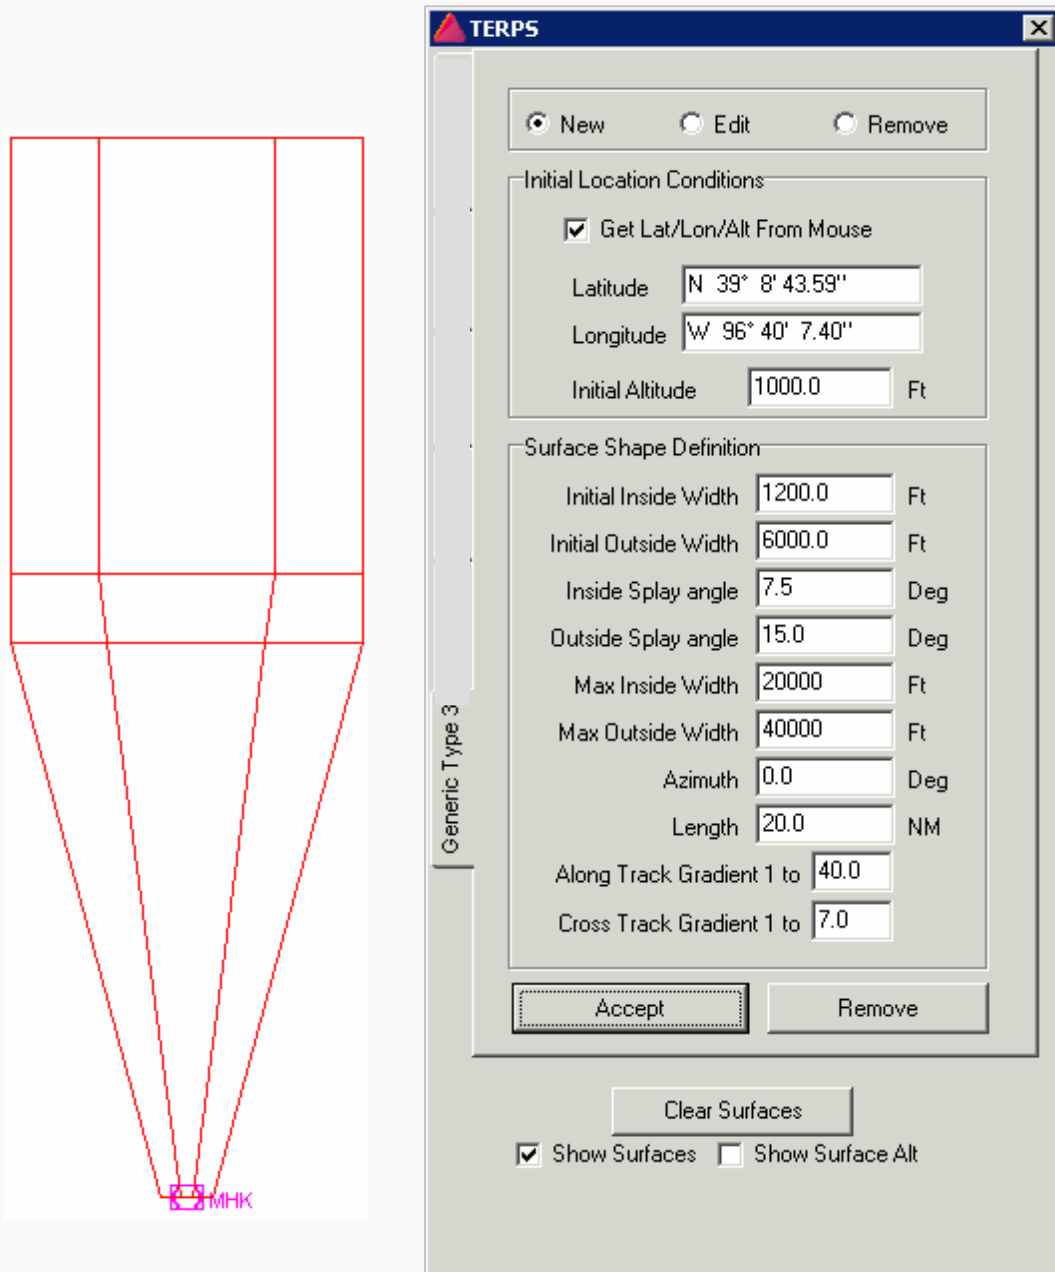 TERPS
New Edit Remove
Initial Location Conditions
Get Lat/Lon/Alt From Mouse
Latitude N 39° 8' 43.59"
Longitude W 96° 40' 7.40"
Initial Altitude 1000.0 Ft
Surface Shape Definition
Initial Inside Width 1200.0 Ft
Initial Outside Width 6000.0 Ft
Inside Splay angle 7.5 Deg
Outside Splay angle 15.0 Deg
Max Inside Width 20000 Ft
Max Outside Width 40000 Ft
Azimuth 0.0 Deg
Length 20.0 NM
Along Track Gradient 1 to 40.0
Cross Track Gradient 1 to 7.0
Generic Type 3
Accept Remove
Clear Surfaces
Show Surfaces Show Surface Alt
MHK